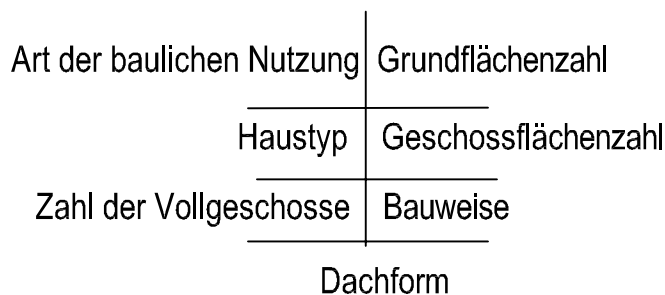 Art der baulichen Nutzung Grundflächenzahl
Haustyp Geschossflächenzahl
Zahl der Vollgeschosse Bauweise
Dachform